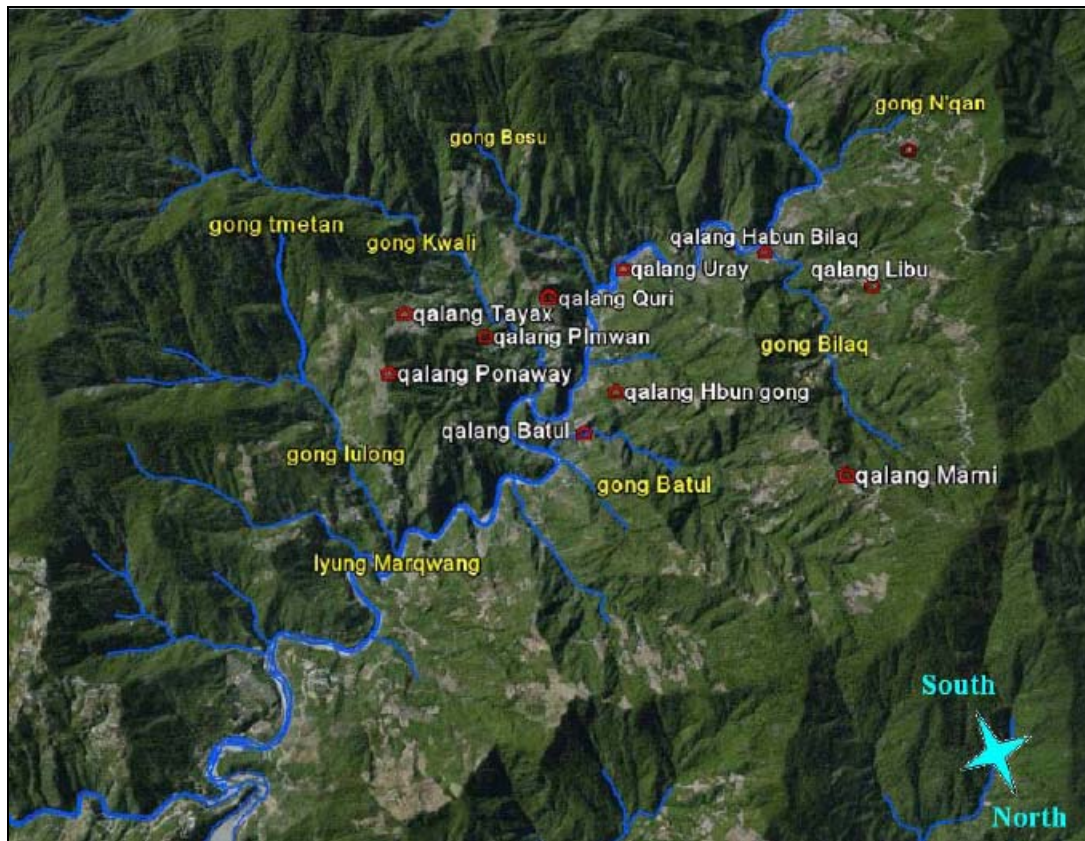 gong N'qan
gong Besu
gong tmetan
gong Kwali
qalang Habun Bilaq
qalang Uray
qalang Libu
qalang Quri
qalang Tayax
qalang Plmwan
gong Bilaq
qalang Ponaway
qalang Hbun gong
qalang Batul
gong lulong
gong Batul
qalang Marni
lyung Marqwang
South
North